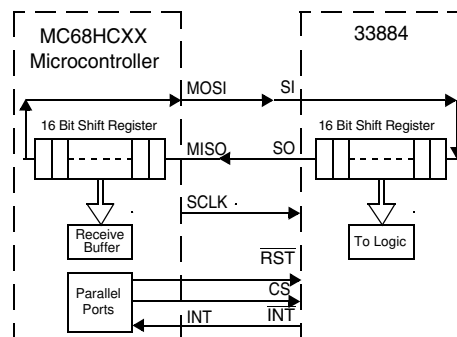 MC68HCXX
Microcontroller
33884
MOSI SI
16 Bit Shift Register
16 Bit Shift Register
MISO SO
SCLK
Receive
Buffer
To Logic
RST
Parallel
Ports
CS
INT INT